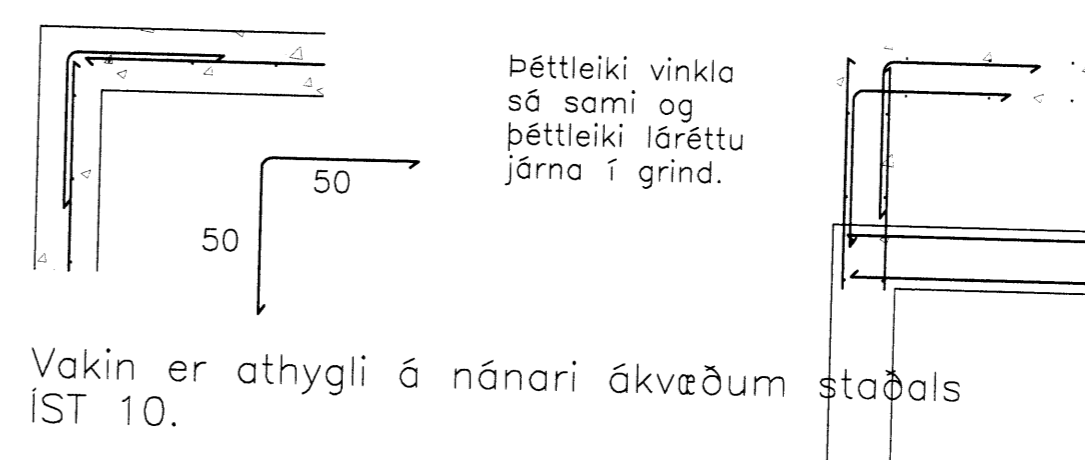 Þéttleiki vinkla
sá sami og
þéttleiki láréttu
járna í grind.
50
50
Vakin er athygli á nánari ákvæðum staðals
ÍST 10.